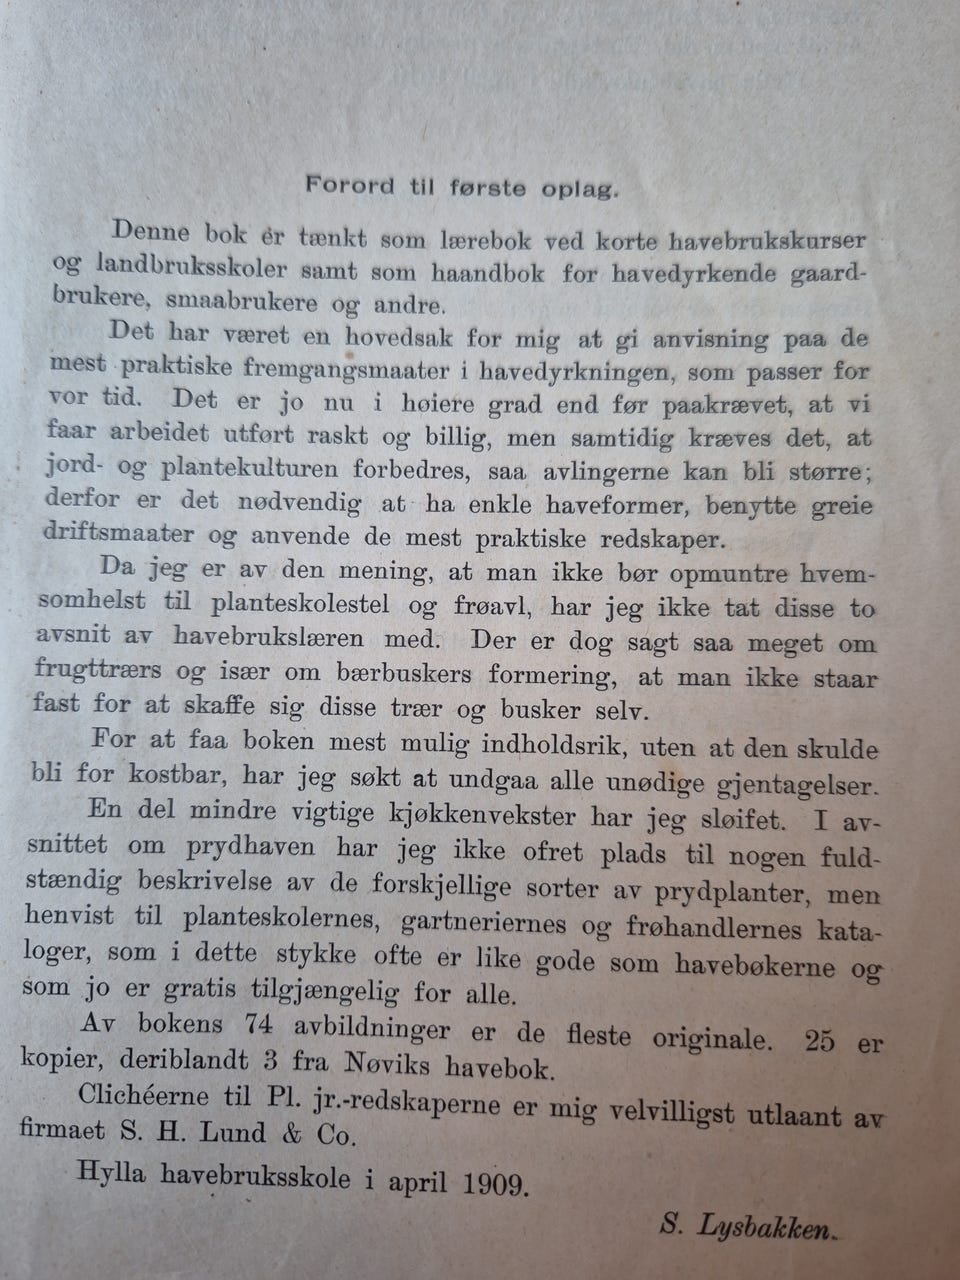 Forord til første oplag.
Denne bok er tænkt som lærebok ved korte havebrukskurser
og landbruksskoler samt som haandbok for havedyrkende gaard-
brukere, smaabrukere og andre.
Det har været en hovedsak for mig at gi anvisning paa de
mest praktiske fremgangsmaater i havedyrkningen, som passer for
vor tid. Det er jo nu i høiere grad end før paakrævet, at vi
faar arbeidet utført raskt og billig, men samtidig kræves det, at
jord- og plantekulturen forbedres, saa avlingerne kan bli større;
derfor er det nødvendig at ha enkle haveformer, benytte greie
driftsmaater og anvende de mest praktiske redskaper.
Da jeg er av den mening, at man ikke bør opmuntre hvem-
somhelst til planteskolestel og frøavl, har jeg ikke tat disse to
avsnit av havebrukslæren med. Der er dog sagt saa meget om
frugttrærs og især om bærbuskers formering, at man ikke staar
fast for at skaffe sig disse trær og busker selv.
For at faa boken mest mulig indholdsrik, uten at den skulde
bli for kostbar, har jeg søkt at undgaa alle unødige gjentagelser.
En del mindre vigtige kjøkkenvekster har jeg sløifet. I av-
snittet om prydhaven har jeg ikke ofret plads til nogen fuld-
stændig beskrivelse av de forskjellige sorter av prydplanter, men
henvist til planteskolernes, gartneriernes og frøhandlernes kata-
loger, som i dette stykke ofte er like gode som havebøkerne og
som jo er gratis tilgjængelig for alle.
Av bokens 74 avbildninger er de fleste originale. 25 er
kopier, deriblandt 3 fra Nøviks havebok.
Clichéerne til Pl. jr.-redskaperne er mig velvilligst utlaant av
firmaet S. H. Lund & Co.
Hylla havebruksskole i april 1909.
S. Lysbakken.